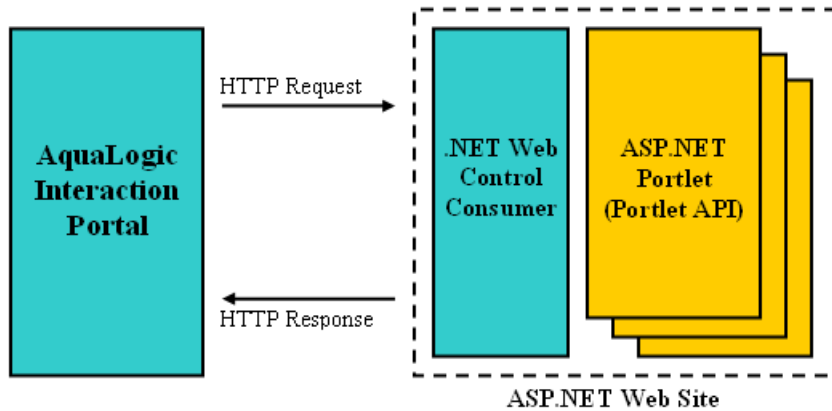 AquaLogic
Interaction
Portal
HTTP Request
HTTP Response
.NET Web
Control
Consumer
ASP.NET
Portlet
(Portlet API)
ASP.NET Web Site